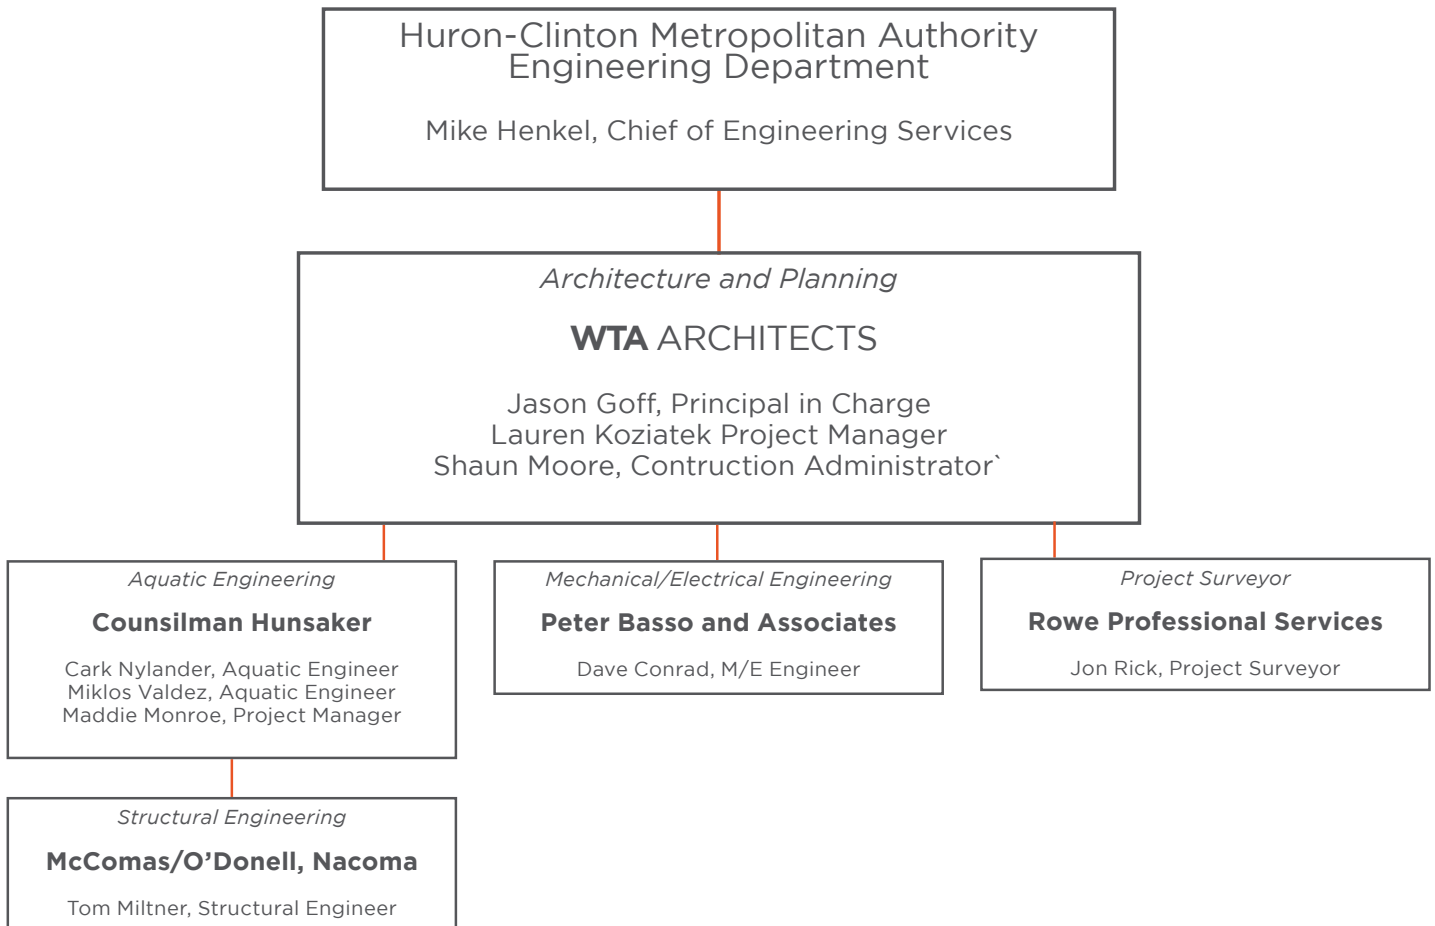 Huron-Clinton Metropolitan Authority
Engineering Department
Mike Henkel, Chief of Engineering Services
Architecture and Planning
WTA ARCHITECTS
Jason Goff, Principal in Charge
Lauren Koziatek Project Manager
Shaun Moore, Contruction Administrator`
Aquatic Engineering
Counsilman Hunsaker
Cark Nylander, Aquatic Engineer
Miklos Valdez, Aquatic Engineer
Maddie Monroe, Project Manager
Mechanical/Electrical Engineering
Peter Basso and Associates
Dave Conrad, M/E Engineer
Project Surveyor
Rowe Professional Services
Jon Rick, Project Surveyor
Structural Engineering
McComas/O’Donell, Nacoma
Tom Miltner, Structural Engineer